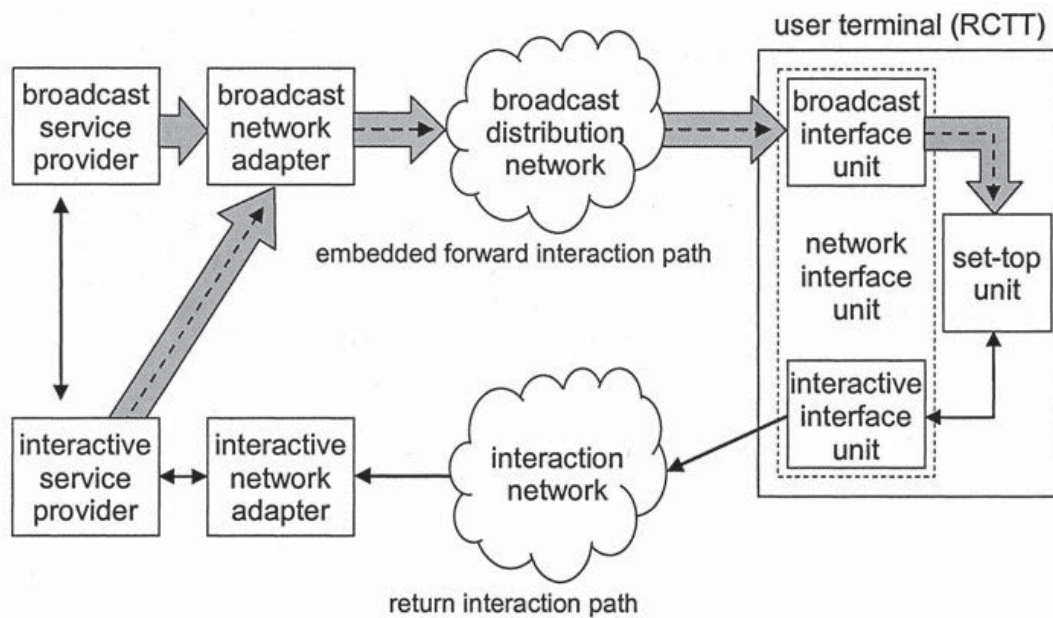 user terminal (RCTT)
broadcast
service
provider
broadcast
network
adapter
broadcast
distribution
network
broadcast
interface
unit
embedded forward interaction path
network
interface
unit
set-top
unit
interactive
service
provider
interactive
network
adapter
interaction
network
interactive
interface
unit
return interaction path